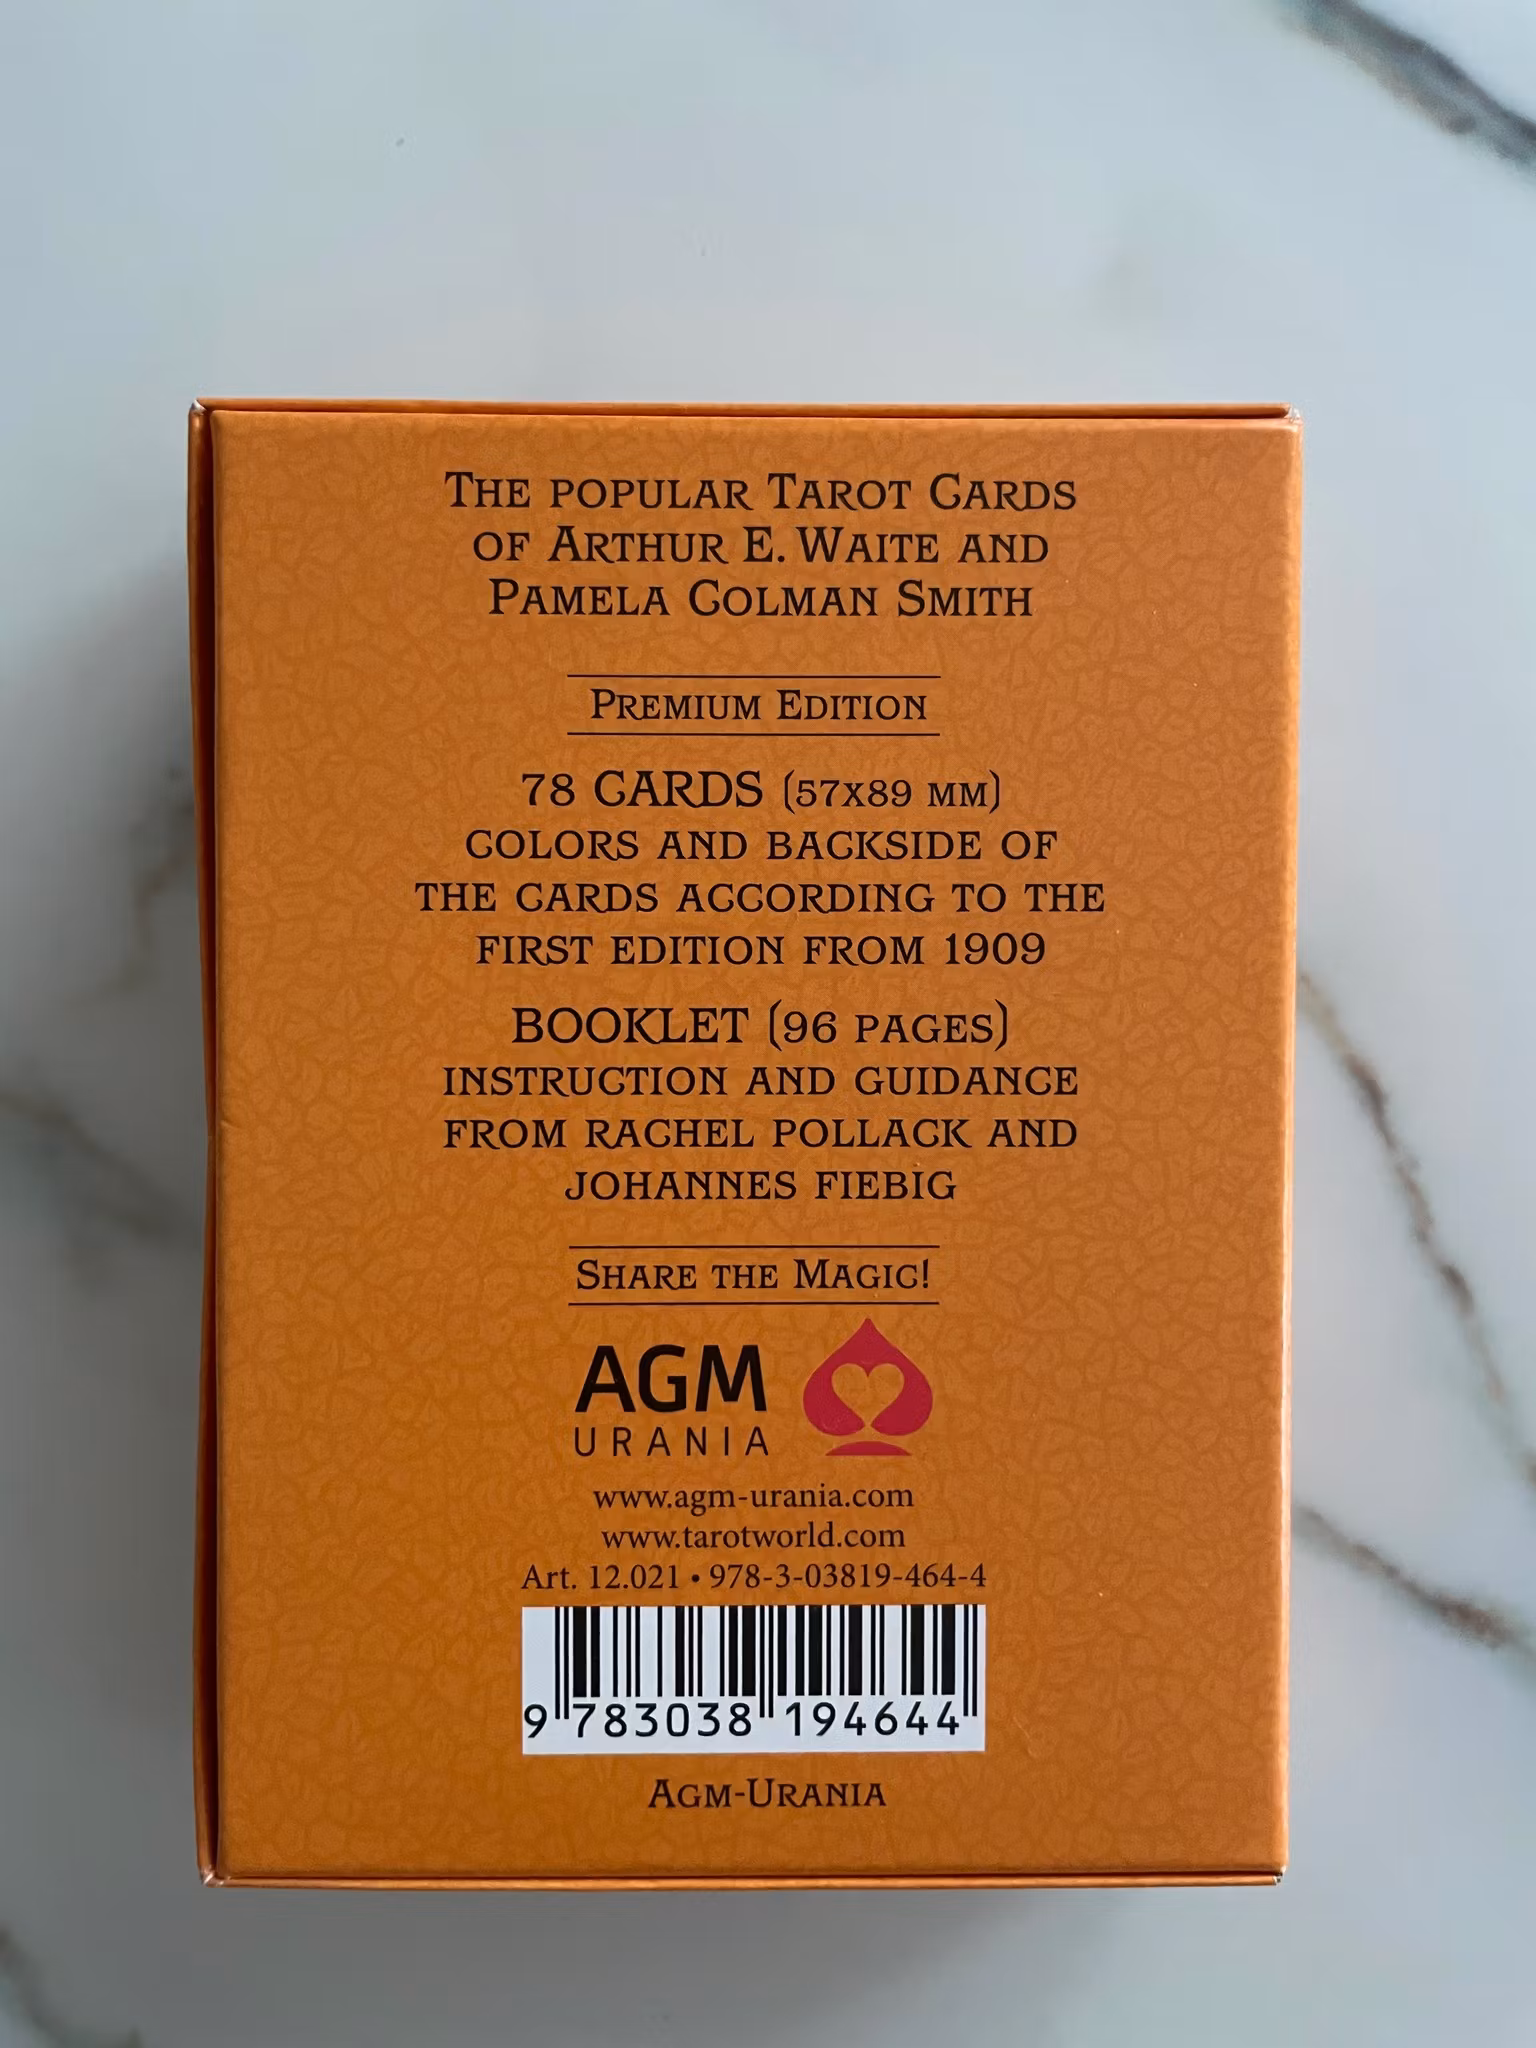 The popular Tarot Cards
of Arthur E. Waite and
Pamela Colman Smith
Premium Edition
78 CARDS (57x89 mm)
colors and backside of
the cards according to the
first edition from 1909
BOOKLET (96 pages)
instruction and guidance
from Rachel Pollack and
Johannes Fiebig
Share the Magic!
AGM
URANIA
www.agm-urania.com
www.tarotworld.com
Art. 12.021 • 978-3-03819-464-4
9 783038 194644
Agm-Urania